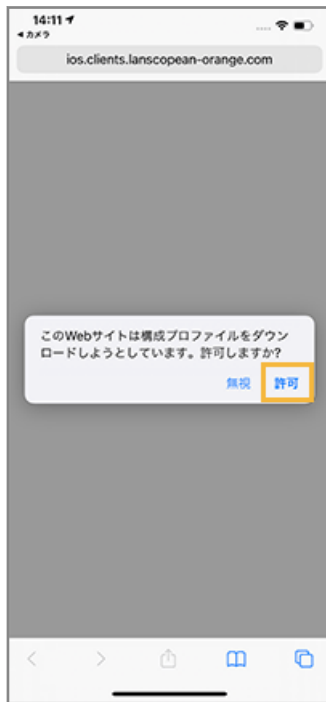 14:11
カメラ
ios.clients.lanscopean-orange.com
このWebサイトは構成プロファイルをダウン
ロードしようとしています。許可しますか?
無視 許可